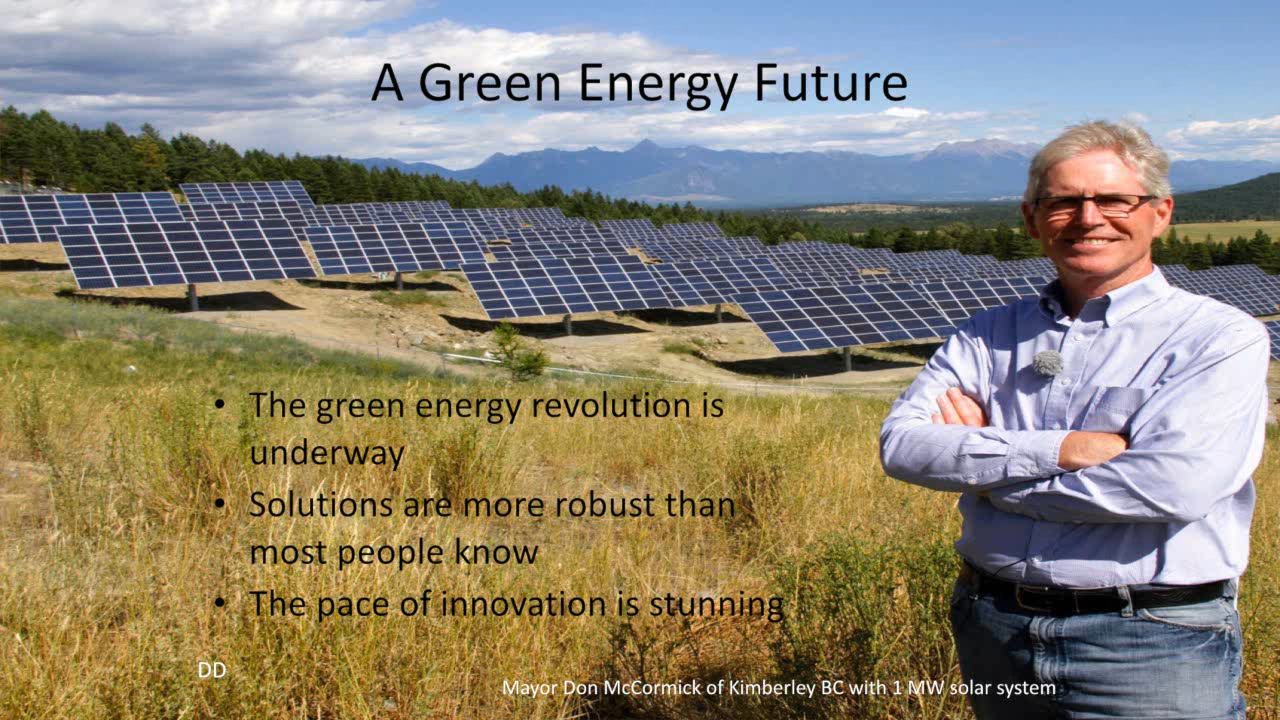 A Green Energy Future
• The green energy revolution is
underway
• Solutions are more robust than
most people know
• The pace of innovation is stunning
DD
Mayor Don McCormick of Kimberley BC with 1 MW solar system